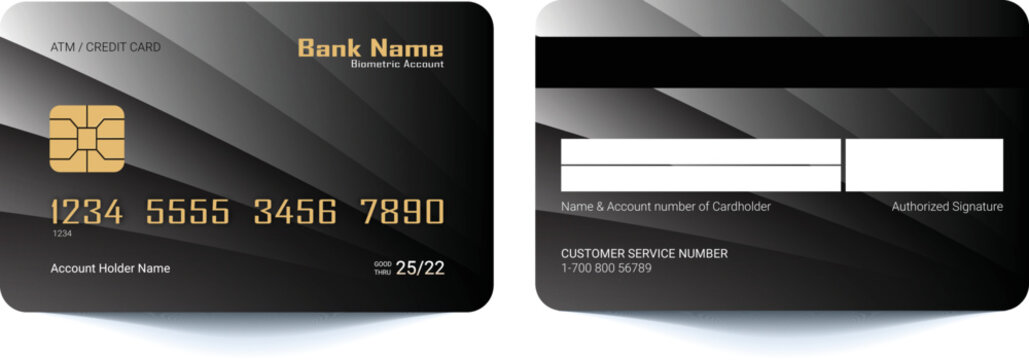 ATM / CREDIT CARD
Bank Name
Biometric Account
1234 5555 3456 7890
1234
Account Holder Name
GOOD THRU 25/22
Name & Account number of Cardholder
Authorized Signature
CUSTOMER SERVICE NUMBER
1-700 800 56789